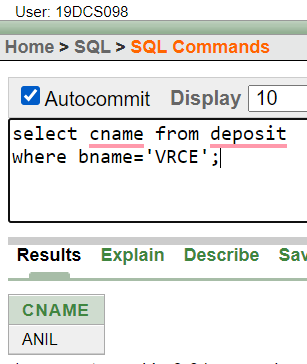 User: 19DCS098
Home > SQL > SQL Commands
Autocommit Display 10
select cname from deposit
where bname='VRCE';
Results Explain Describe Sav
CNAME
ANIL